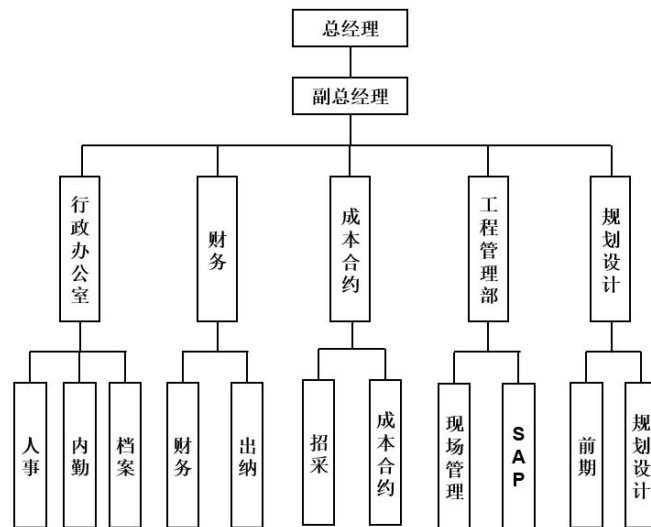 总经理
副总经理
行政办公室
财务
成本合约
工程管理部
规划设计
人事
内勤
档案
财务
出纳
招采
成本合约
现场管理
SAP
前期
规划设计